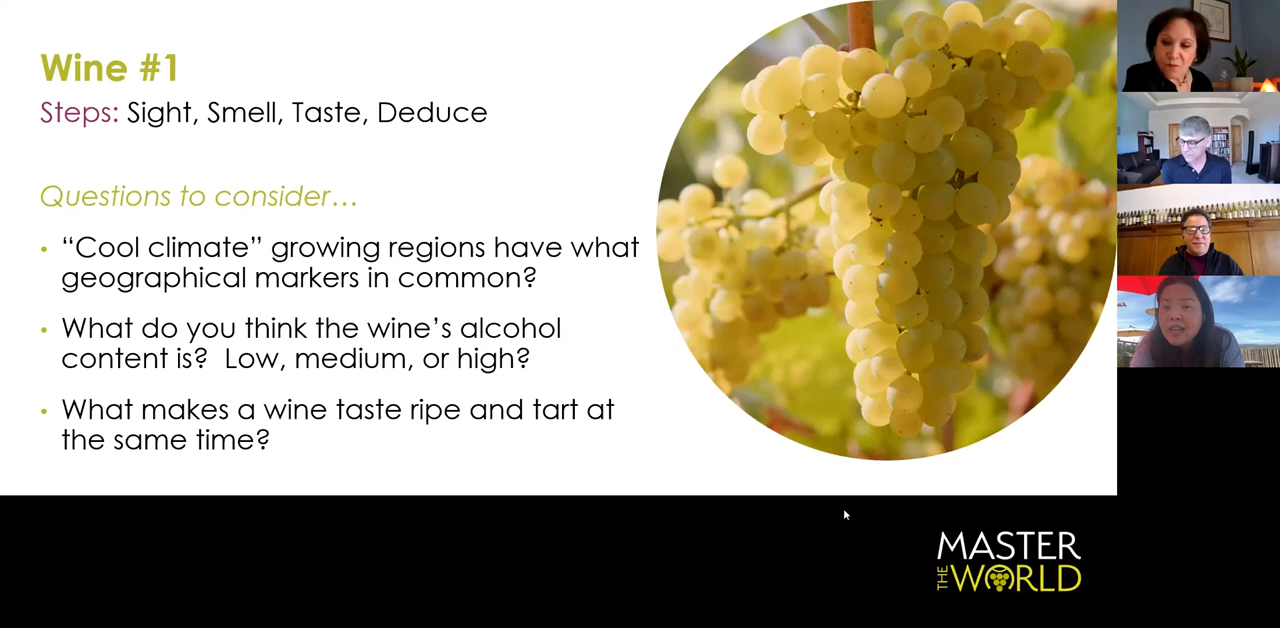 Wine #1
Steps: Sight, Smell, Taste, Deduce
Questions to consider…
• “Cool climate” growing regions have what
geographical markers in common?
• What do you think the wine’s alcohol
content is?  Low, medium, or high?
• What makes a wine taste ripe and tart at
the same time?
MASTER
THE WORLD